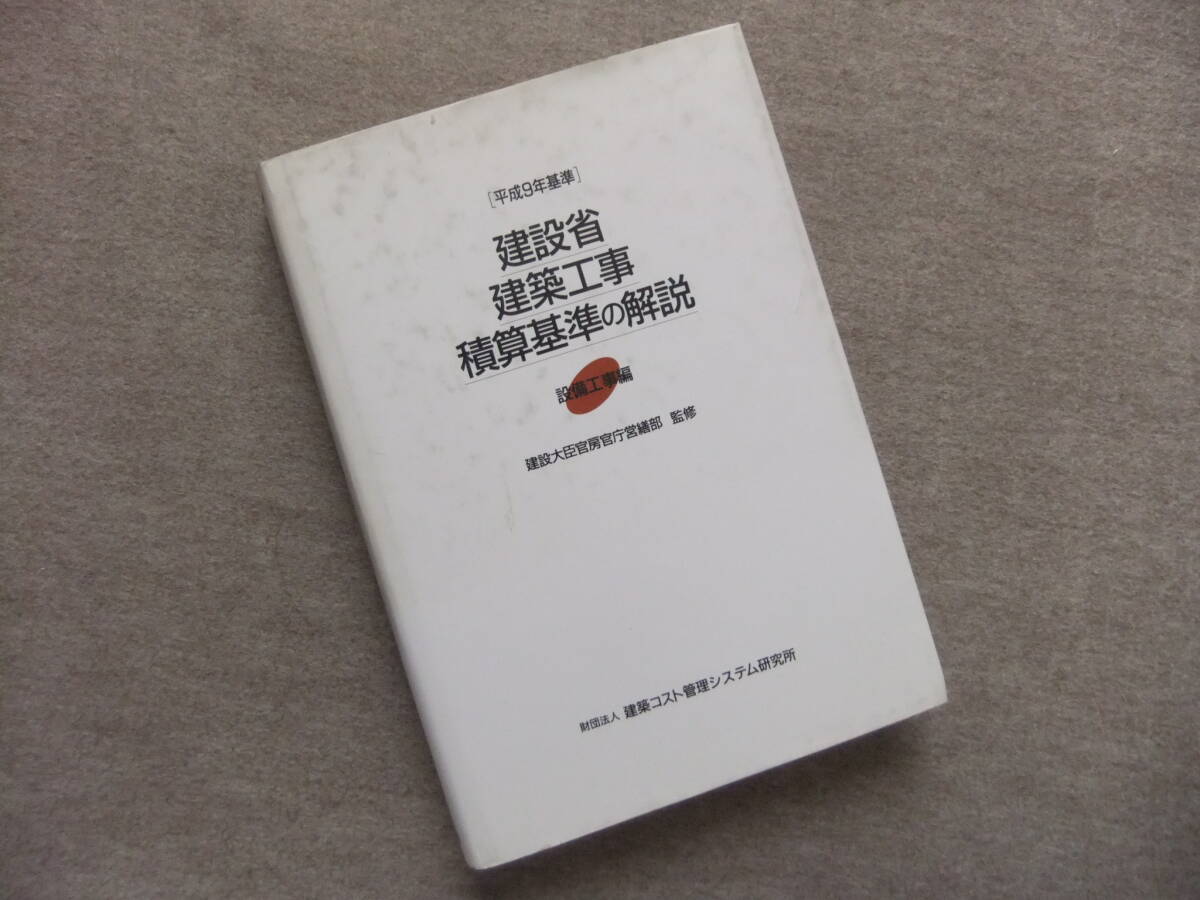 [平成9年基準]
建設省
建築工事
積算基準の解説
設備工事編
建設大臣官房官庁営繕部 監修
財団法人 建築コスト管理システム研究所